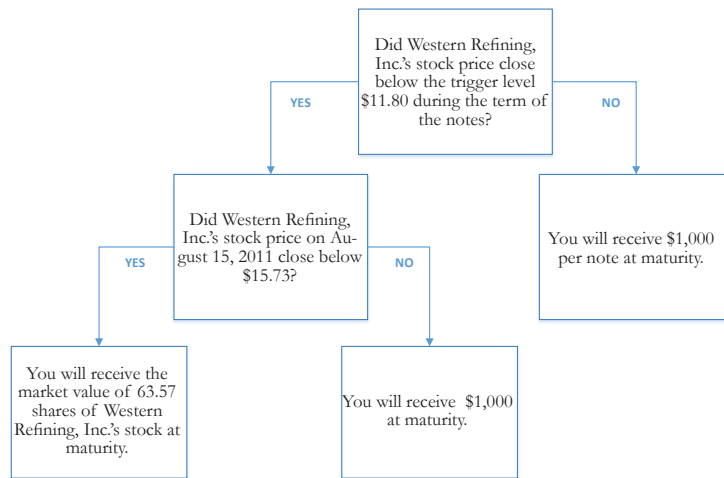 Did Western Refining,
Inc.'s stock price close
below the trigger level
$11.80 during the term of
the notes?
YES
NO
Did Western Refining,
Inc.'s stock price on Au-
gust 15, 2011 close below
$15.73?
You will receive $1,000
per note at maturity.
YES
NO
You will receive the
market value of 63.57
shares of Western
Refining, Inc.'s stock at
maturity.
You will receive $1,000
at maturity.